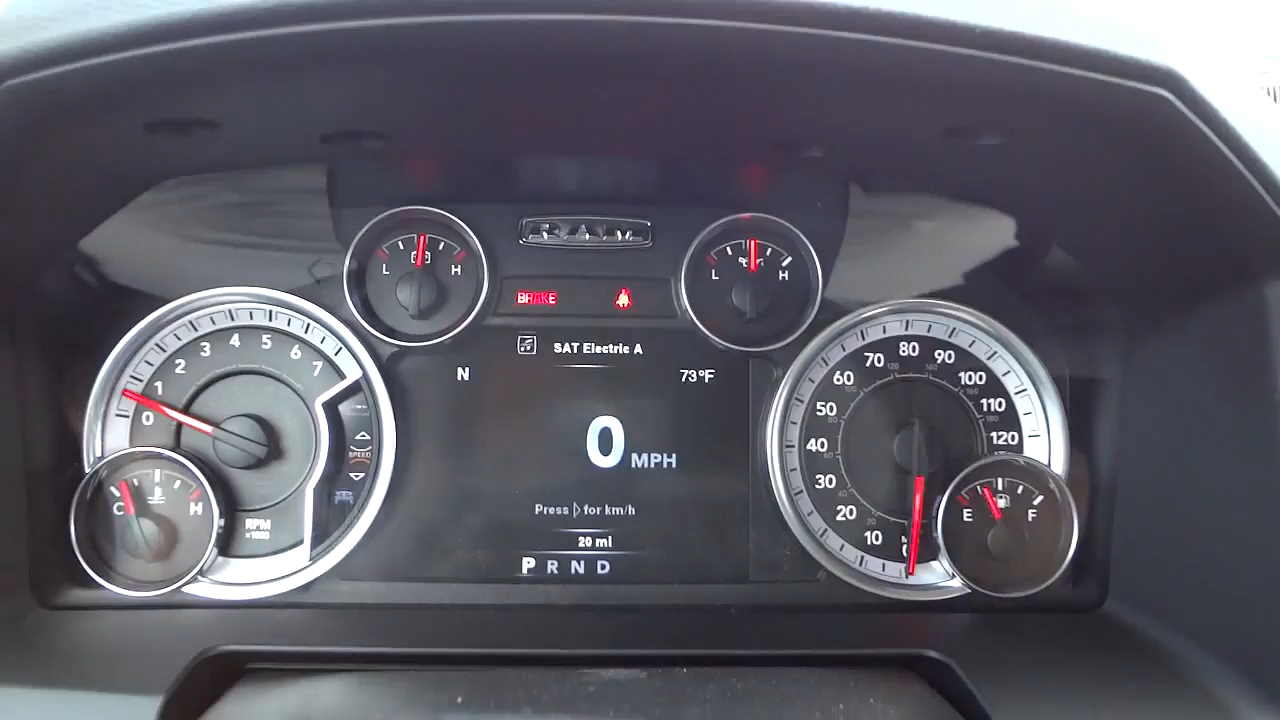 RAM
L H
L H
BRAKE
SAT Electric A
N
73°F
0 MPH
Press for km/h
20 mi
P R N D
0 1 2 3 4 5 6 7
RPM
x1000
SPEED
C H
10 20 30 40 50 60 70 80 90 100 110 120
E F